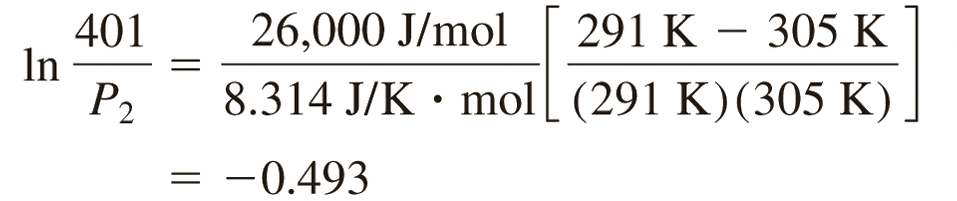 ln 401/P₂ = 26,000 J/mol / 8.314 J/K · mol [291 K − 305 K / (291 K)(305 K)]
= −0.493